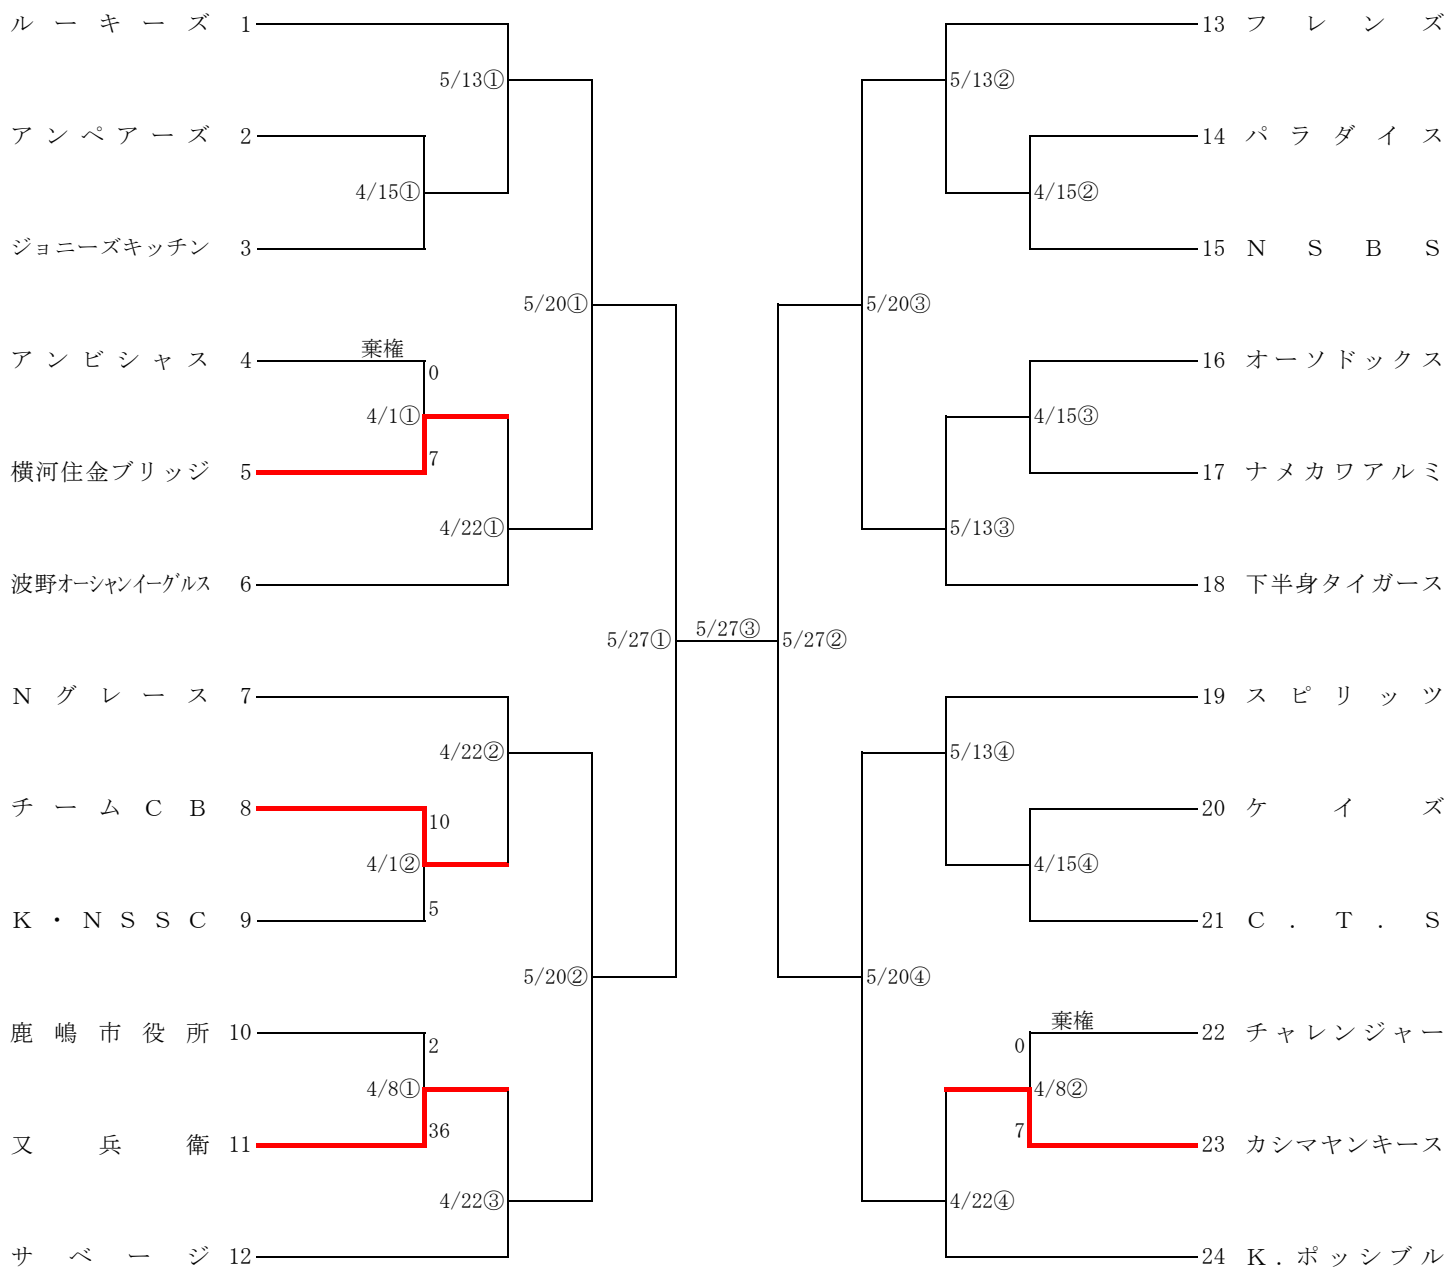 ルーキーズ 1
5/13①
アンペアーズ 2
4/15①
ジョニーズキッチン 3
5/20①
アンビシャス 4
棄権
0
4/1①
7
横河住金ブリッジ 5
4/22①
波野オーシャンイーグルス 6
5/27①
5/27③
5/27②
Nグレース 7
4/22②
チームCB 8
10
4/1②
5
K・NSSC 9
5/20②
鹿嶋市役所 10
2
4/8①
36
又兵衛 11
4/22③
サベージ 12
13 フレンズ
5/13②
14 パラダイス
4/15②
15 NSBS
5/20③
16 オーソドックス
4/15③
17 ナメカワアルミ
5/13③
18 下半身タイガース
19 スピリッツ
5/13④
20 ケイズ
4/15④
21 C.T.S
5/20④
棄権
22 チャレンジャー
0
4/8②
7
23 カシマヤンキース
4/22④
24 K.ポッシブル